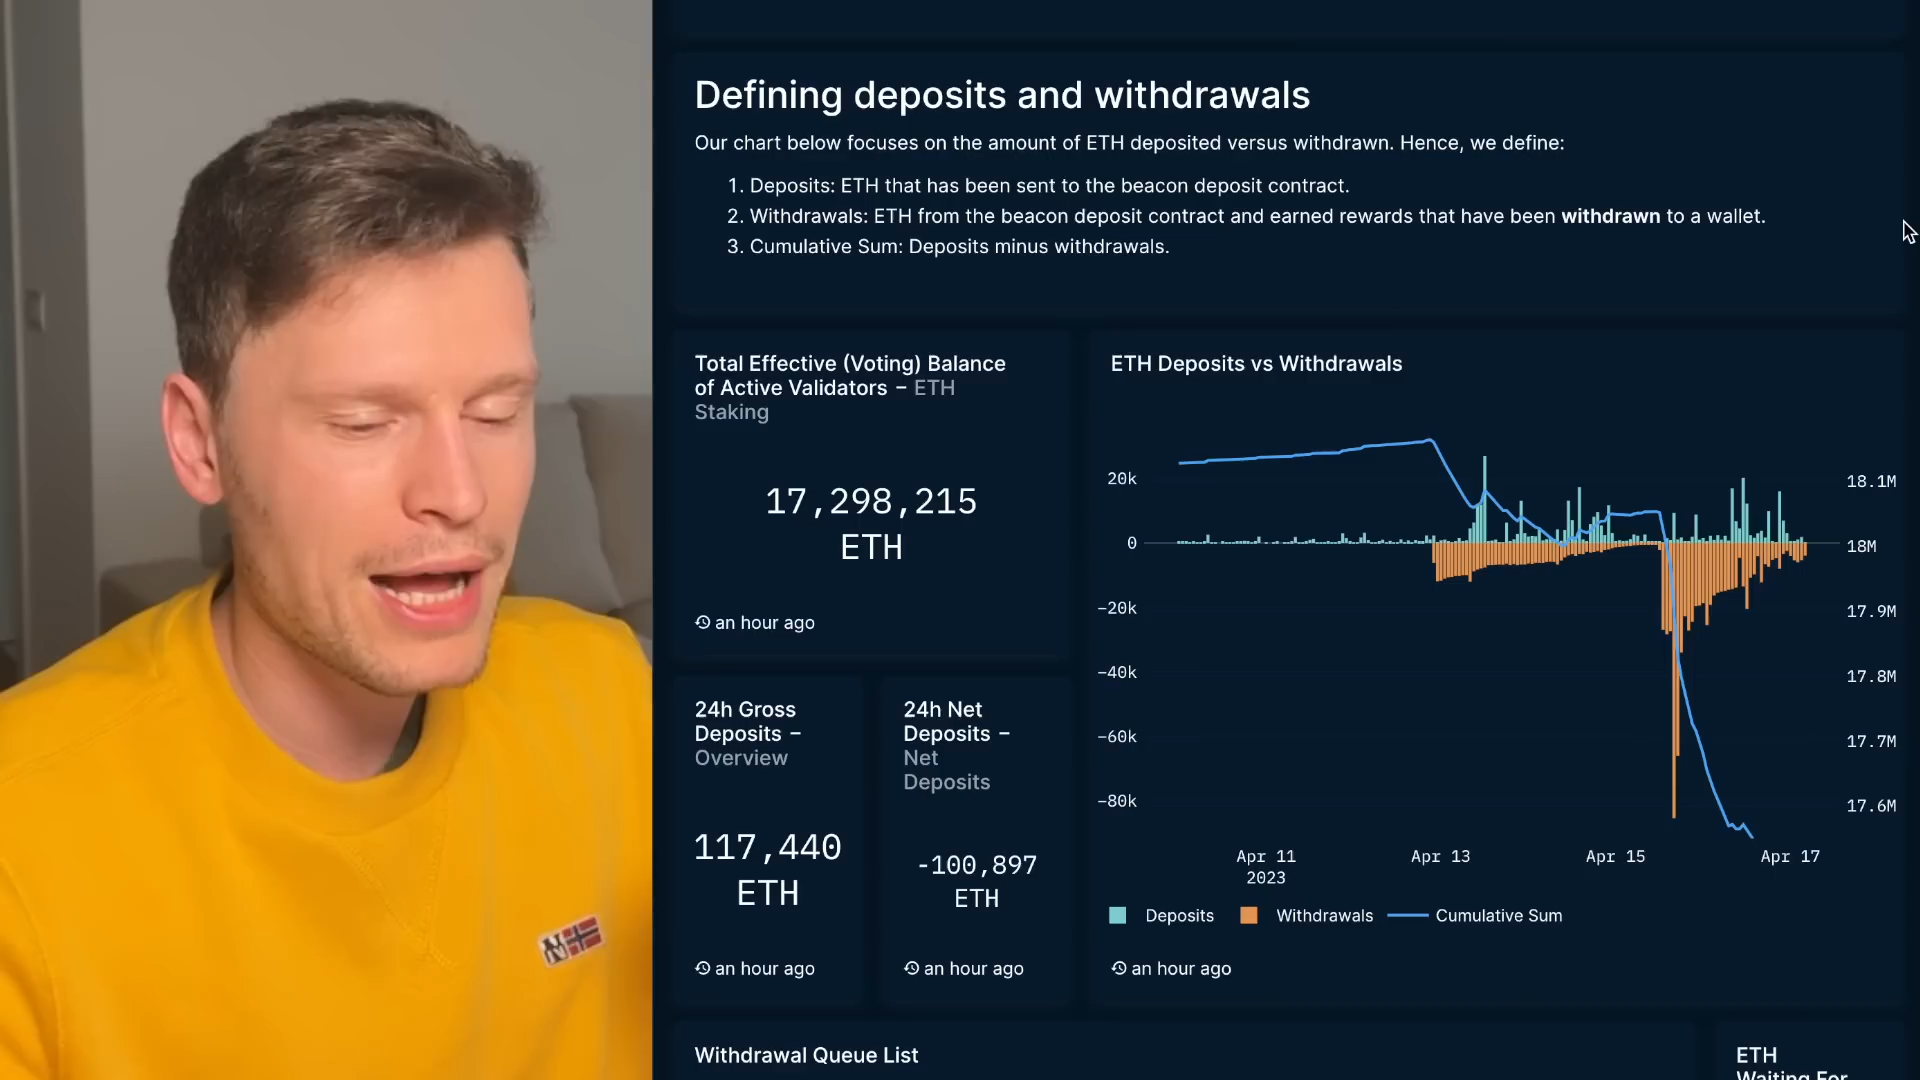 Defining deposits and withdrawals
Our chart below focuses on the amount of ETH deposited versus withdrawn. Hence, we define:
1. Deposits: ETH that has been sent to the beacon deposit contract.
2. Withdrawals: ETH from the beacon deposit contract and earned rewards that have been withdrawn to a wallet.
3. Cumulative Sum: Deposits minus withdrawals.
Total Effective (Voting) Balance
of Active Validators – ETH
Staking
17,298,215
ETH
an hour ago
24h Gross
Deposits –
Overview
117,440
ETH
an hour ago
24h Net
Deposits –
Net
Deposits
-100,897
ETH
an hour ago
ETH Deposits vs Withdrawals
20k
0
−20k
−40k
−60k
−80k
18.1M
18M
17.9M
17.8M
17.7M
17.6M
Apr 11
2023
Apr 13
Apr 15
Apr 17
Deposits
Withdrawals
Cumulative Sum
an hour ago
Withdrawal Queue List
ETH
Waiting For
N